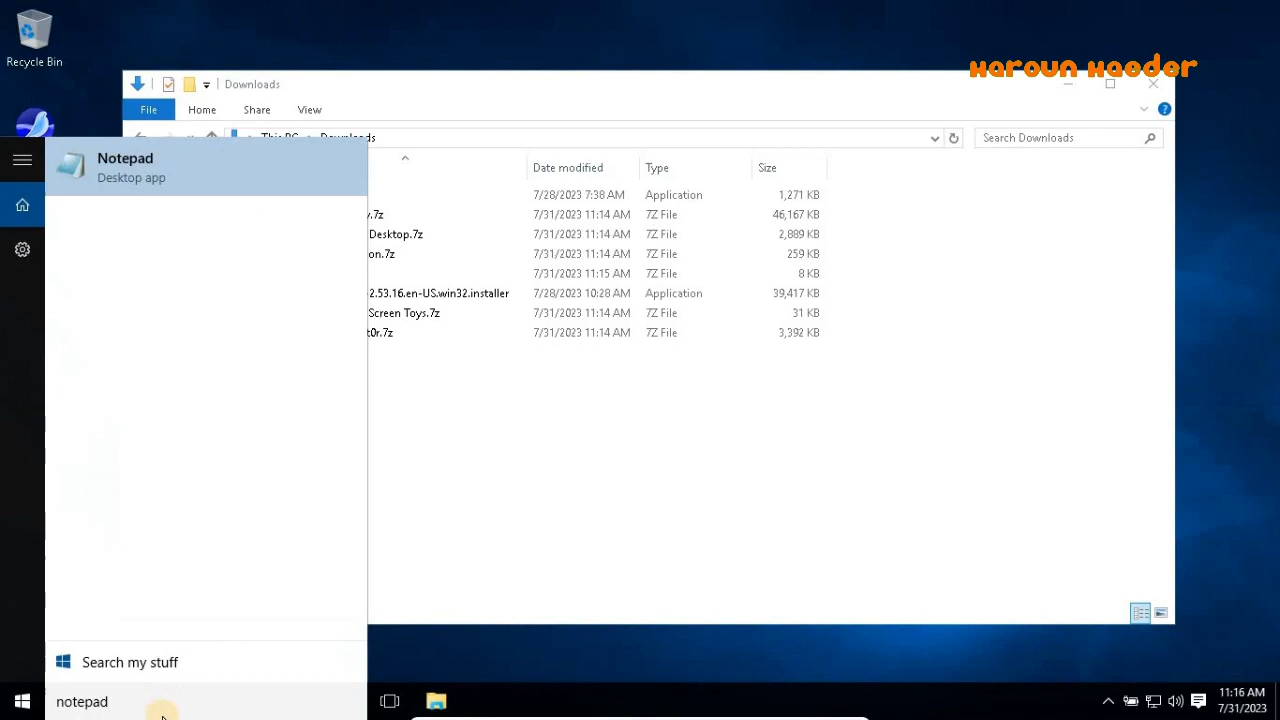 Recycle Bin
Haroun Haeder
Downloads
File Home Share View
This PC Downloads
Search Downloads
Notepad
Desktop app
Date modified Type Size
7/28/2023 7:38 AM Application 1,271 KB
.7z 7/31/2023 11:14 AM 7Z File 46,167 KB
Desktop.7z 7/31/2023 11:14 AM 7Z File 2,889 KB
on.7z 7/31/2023 11:14 AM 7Z File 259 KB
7/31/2023 11:15 AM 7Z File 8 KB
-2.53.16.en-US.win32.installer 7/28/2023 10:28 AM Application 39,417 KB
Screen Toys.7z 7/31/2023 11:14 AM 7Z File 31 KB
t0r.7z 7/31/2023 11:14 AM 7Z File 3,392 KB
Search my stuff
notepad
11:16 AM
7/31/2023